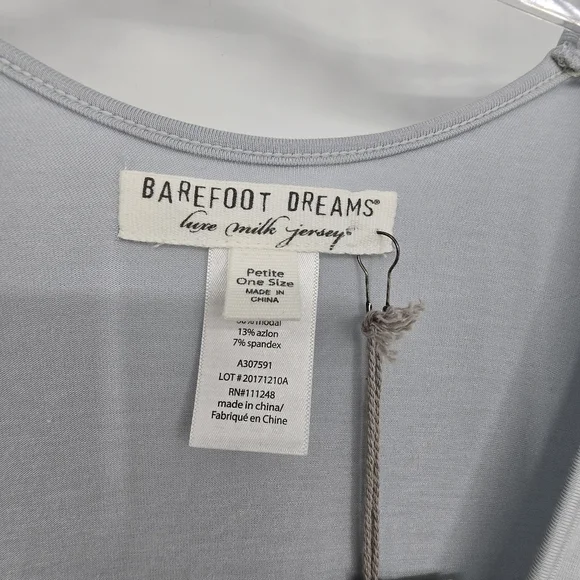 BAREFOOT DREAMS®
luxe milk jersey®
Petite
One Size
MADE IN
CHINA
modal
13% azlon
7% spandex
A307591
LOT # 20171210A
RN#111248
made in china/
Fabriqué en Chine